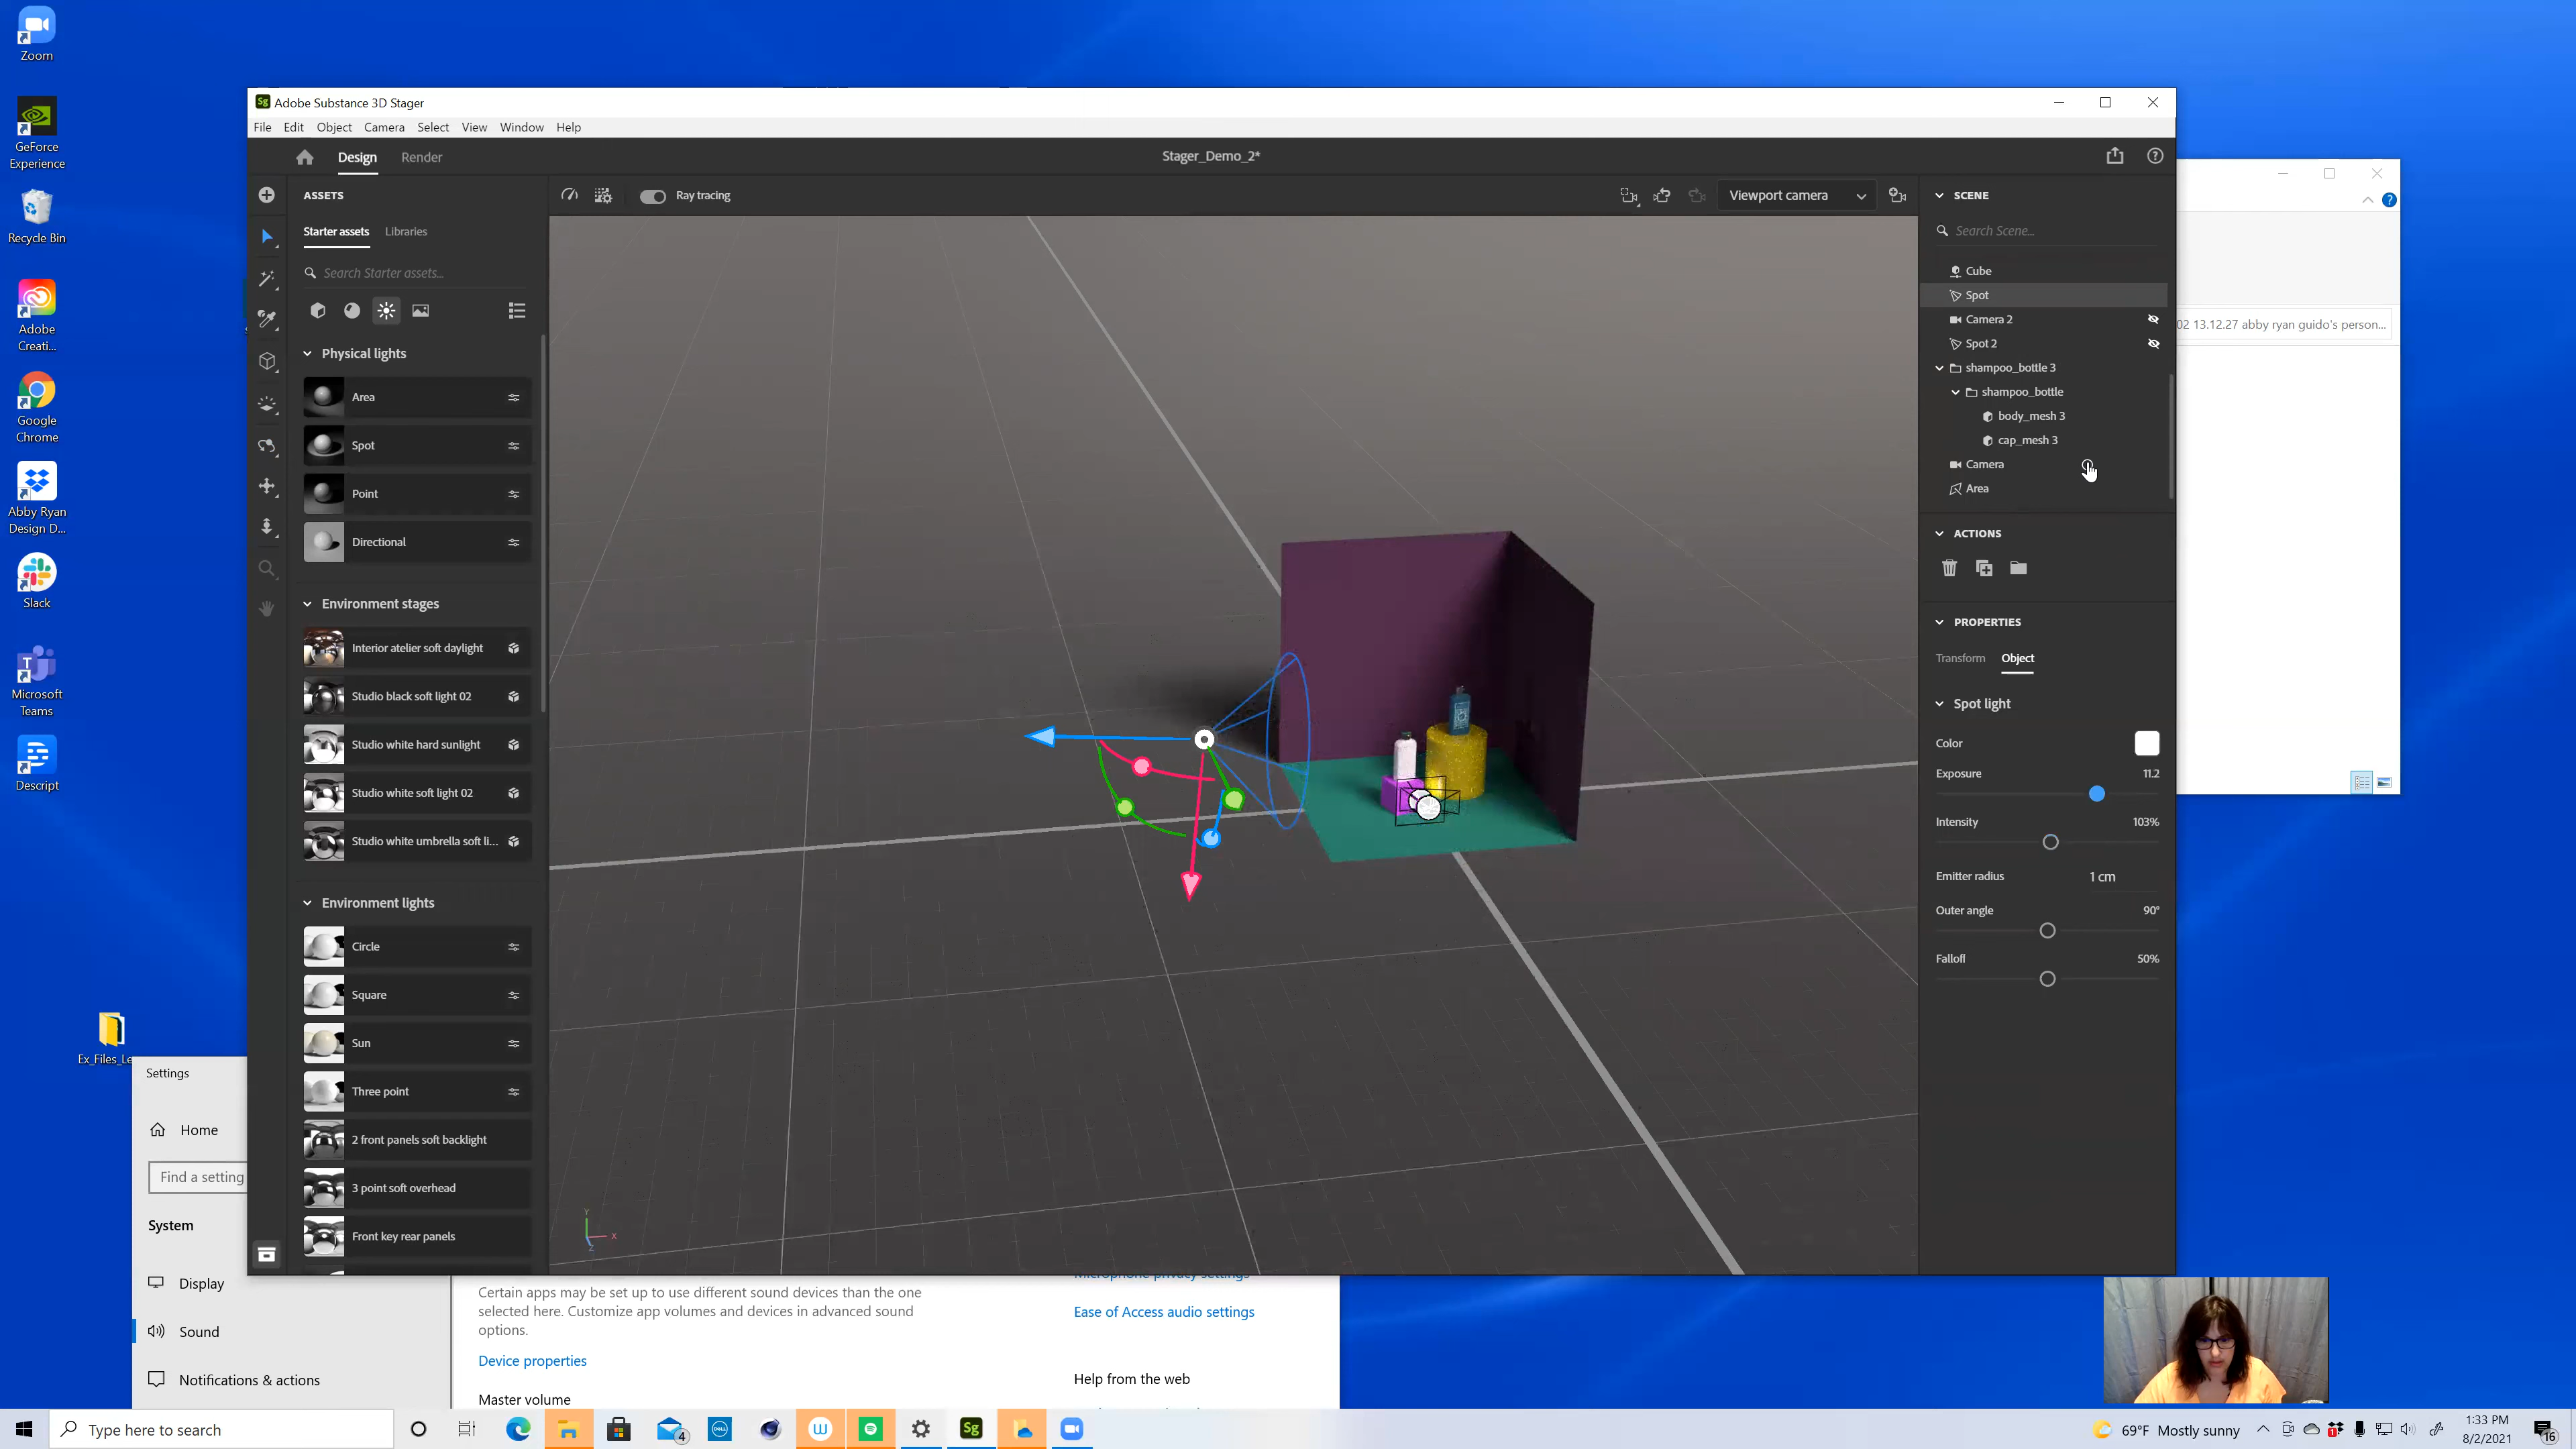 Zoom
GeForce
Experience
Recycle Bin
Adobe
Creati...
Google
Chrome
Abby Ryan
Design D...
Slack
Microsoft
Teams
Descript
Ex_Files_Le
Sg Adobe Substance 3D Stager
File Edit Object Camera Select View Window Help
Design Render
Stager_Demo_2*
ASSETS
Starter assets Libraries
Search Starter assets...
Physical lights
Area
Spot
Point
Directional
Environment stages
Interior atelier soft daylight
Studio black soft light 02
Studio white hard sunlight
Studio white soft light 02
Studio white umbrella soft li...
Environment lights
Circle
Square
Sun
Three point
2 front panels soft backlight
3 point soft overhead
Front key rear panels
Ray tracing
Viewport camera
Y
X
Z
SCENE
Search Scene...
Cube
Spot
Camera 2
Spot 2
shampoo_bottle 3
shampoo_bottle
body_mesh 3
cap_mesh 3
Camera
Area
ACTIONS
PROPERTIES
Transform Object
Spot light
Color
Exposure 11.2
Intensity 103%
Emitter radius 1 cm
Outer angle 90°
Falloff 50%
02 13.12.27 abby ryan guido's person...
Settings
Home
Find a setting
System
Display
Sound
Notifications & actions
Certain apps may be set up to use different sound devices than the one
selected here. Customize app volumes and devices in advanced sound
options.
Device properties
Master volume
Microphone privacy settings
Ease of Access audio settings
Help from the web
Type here to search
4
DELL
Sg
69°F Mostly sunny
1:33 PM
8/2/2021
16